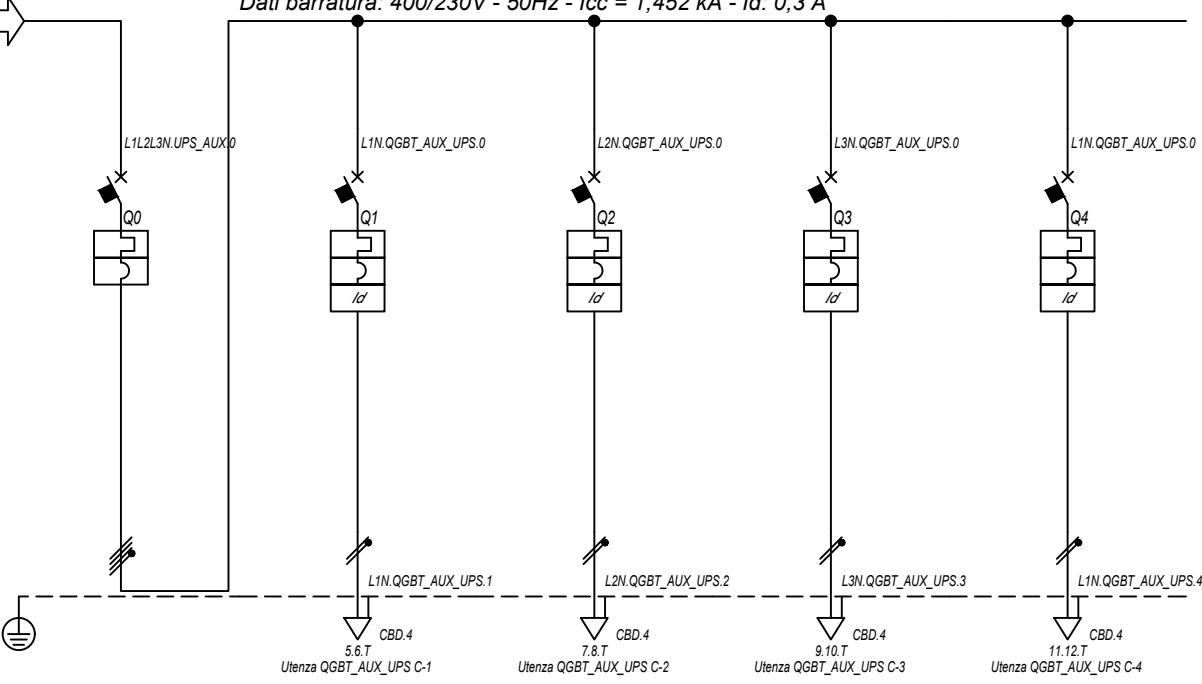 Dati barratura: 400/230V - 50Hz - Icc = 1,452 kA - Id: 0,3 A
L1L2L3N.UPS_AUX.0
L1N.QGBT_AUX_UPS.0
L2N.QGBT_AUX_UPS.0
L3N.QGBT_AUX_UPS.0
L1N.QGBT_AUX_UPS.0
Q0
Q1
Q2
Q3
Q4
Id
Id
Id
Id
L1N.QGBT_AUX_UPS.1
L2N.QGBT_AUX_UPS.2
L3N.QGBT_AUX_UPS.3
L1N.QGBT_AUX_UPS.4
CBD.4
CBD.4
CBD.4
CBD.4
5.6.T
7.8.T
9.10.T
11.12.T
Utenza QGBT_AUX_UPS C-1
Utenza QGBT_AUX_UPS C-2
Utenza QGBT_AUX_UPS C-3
Utenza QGBT_AUX_UPS C-4